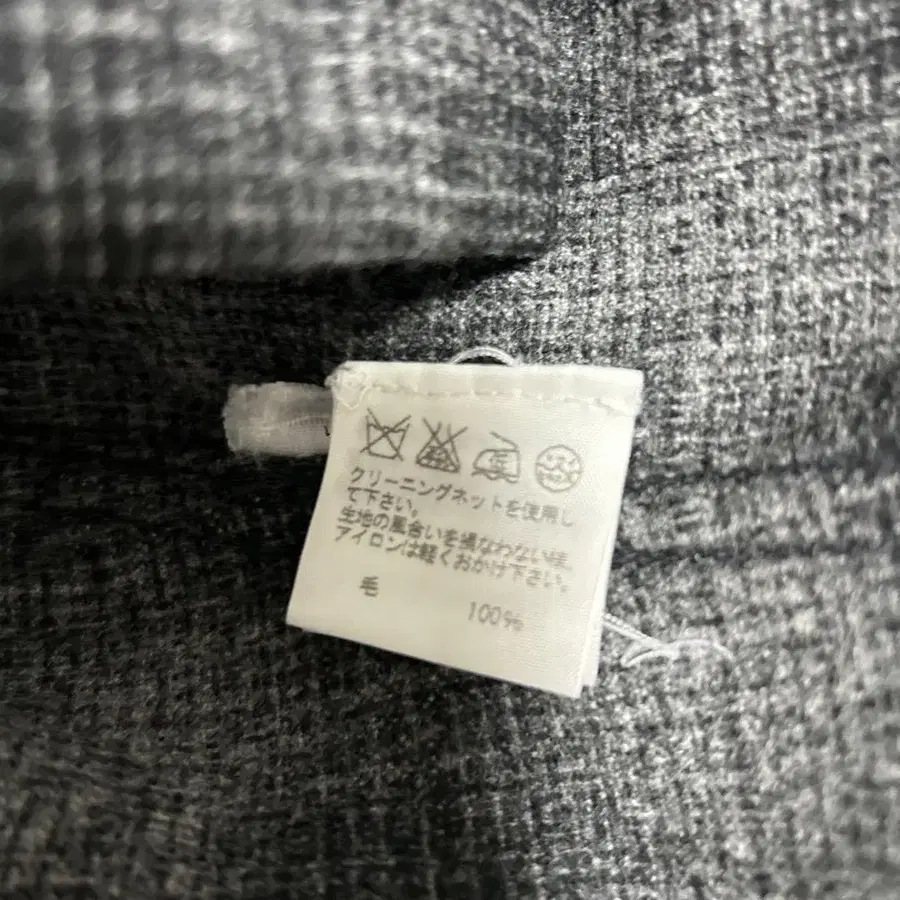 クリーニングネットを使用し
て下さい。
生地の風合いを損なわない様、
アイロンは軽くおかけ下さい。
毛 100%